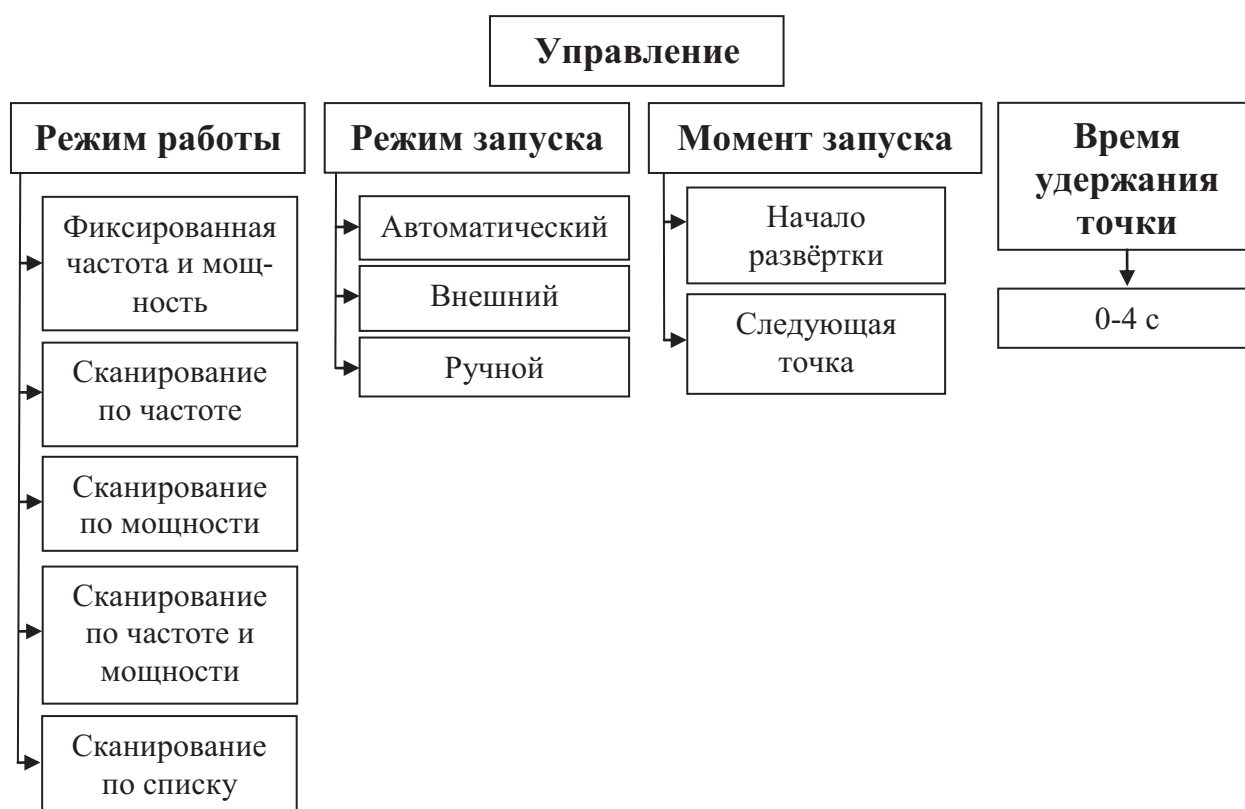 Управление
Режим работы
Фиксированная
частота и мощ-
ность
Сканирование
по частоте
Сканирование
по мощности
Сканирование
по частоте и
мощности
Сканирование
по списку
Режим запуска
Автоматический
Внешний
Ручной
Момент запуска
Начало
развёртки
Следующая
точка
Время
удержания
точки
0-4 с